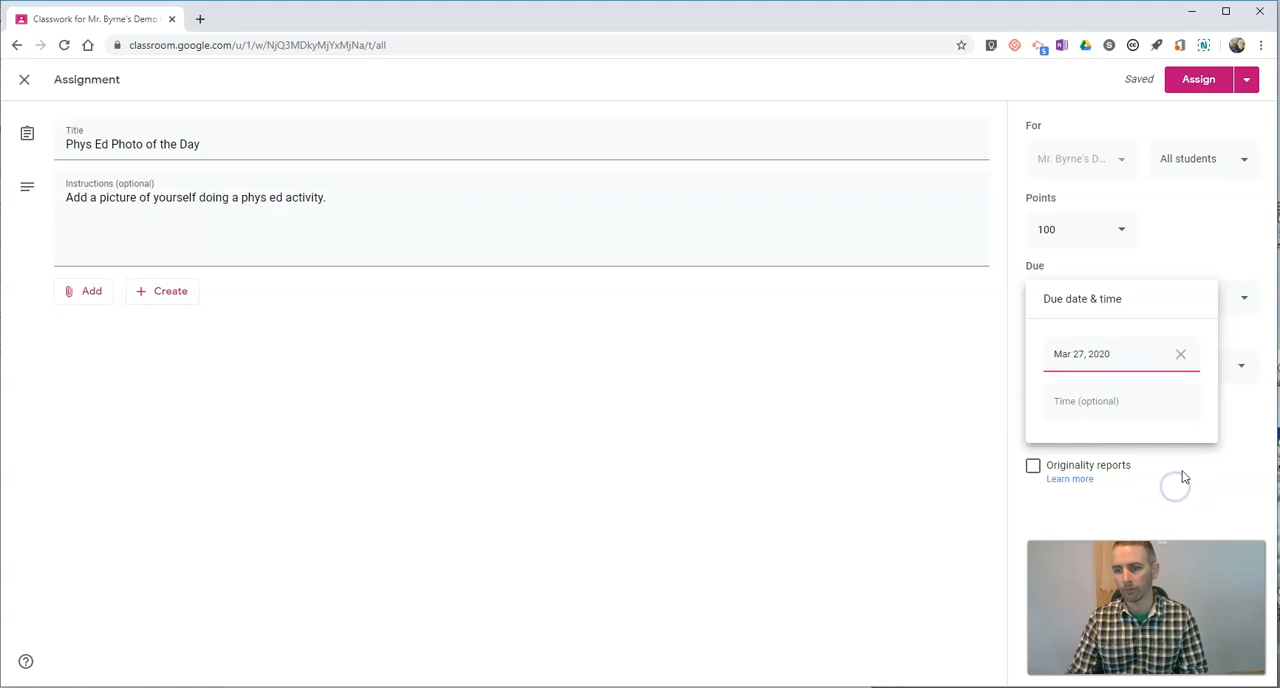 Classwork for Mr. Byrne's Demo
classroom.google.com/u/1/w/NjQ3MDkyMjYxMjNa/t/all
Assignment
Saved
Assign
Title
Phys Ed Photo of the Day
Instructions (optional)
Add a picture of yourself doing a phys ed activity.
Add
Create
For
Mr. Byrne's D...
All students
Points
100
Due
Due date & time
Mar 27, 2020
Time (optional)
Originality reports
Learn more